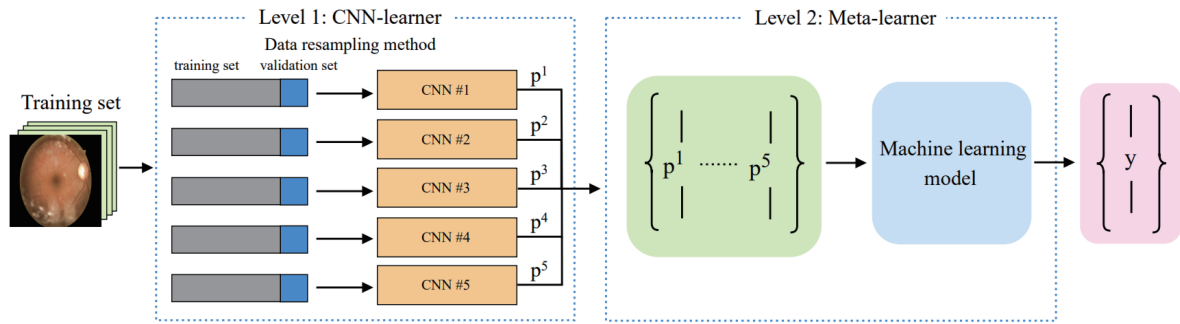 Level 1: CNN-learner
Level 2: Meta-learner
Data resampling method
training set
validation set
Training set
CNN #1
p1
CNN #2
p2
CNN #3
p3
CNN #4
p4
CNN #5
p5
p1 ....... p5
Machine learning
model
y